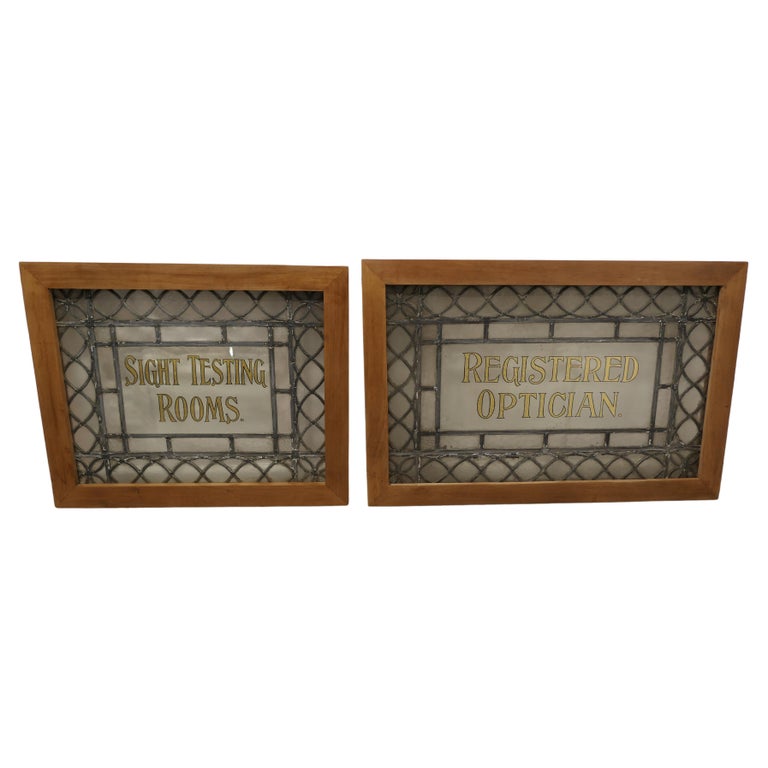 SIGHT TESTING
ROOMS.
REGISTERED
OPTICIAN.